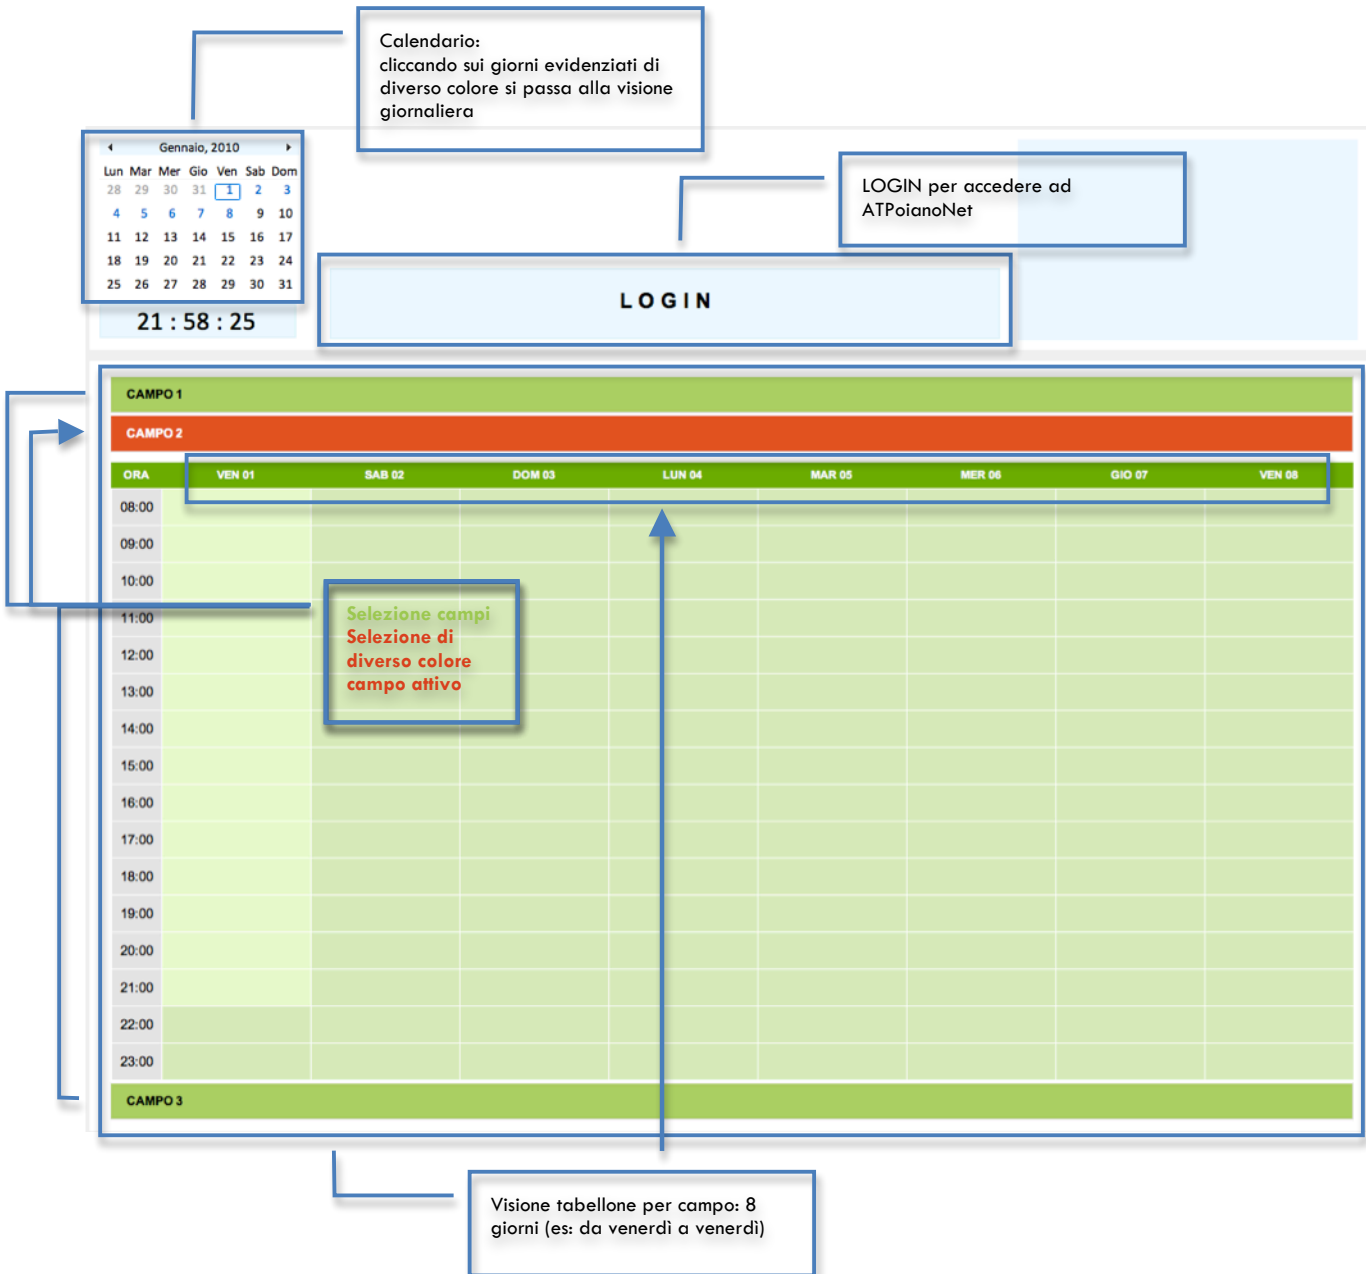 Calendario:
cliccando sui giorni evidenziati di
diverso colore si passa alla visione
giornaliera
Gennaio, 2010
Lun Mar Mer Gio Ven Sab Dom
28 29 30 31 1 2 3
4 5 6 7 8 9 10
11 12 13 14 15 16 17
18 19 20 21 22 23 24
25 26 27 28 29 30 31
21 : 58 : 25
LOGIN per accedere ad
ATPoianoNet
LOGIN
CAMPO 1
CAMPO 2
ORA VEN 01 SAB 02 DOM 03 LUN 04 MAR 05 MER 06 GIO 07 VEN 08
08:00
09:00
10:00
11:00
12:00
13:00
14:00
15:00
16:00
17:00
18:00
19:00
20:00
21:00
22:00
23:00
Selezione campi
Selezione di
diverso colore
campo attivo
CAMPO 3
Visione tabellone per campo: 8
giorni (es: da venerdì a venerdì)